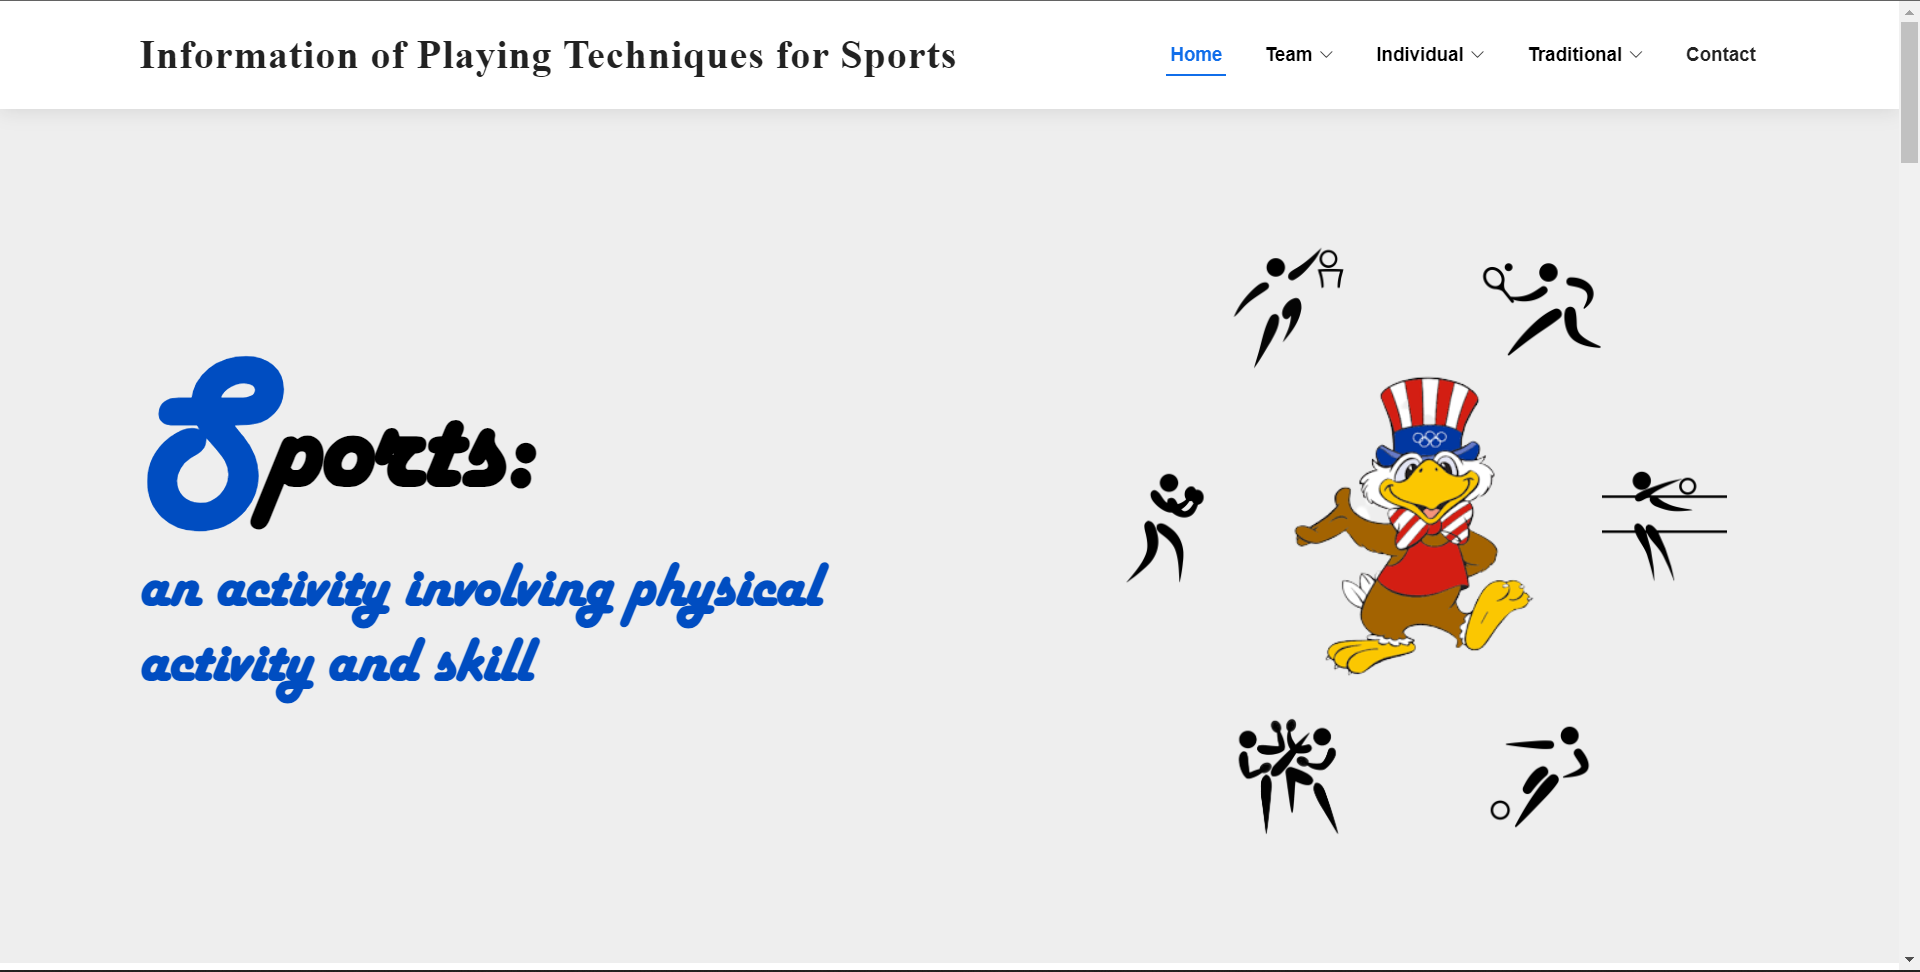 Information of Playing Techniques for Sports
Home Team Individual Traditional Contact
Sports:
an activity involving physical
activity and skill